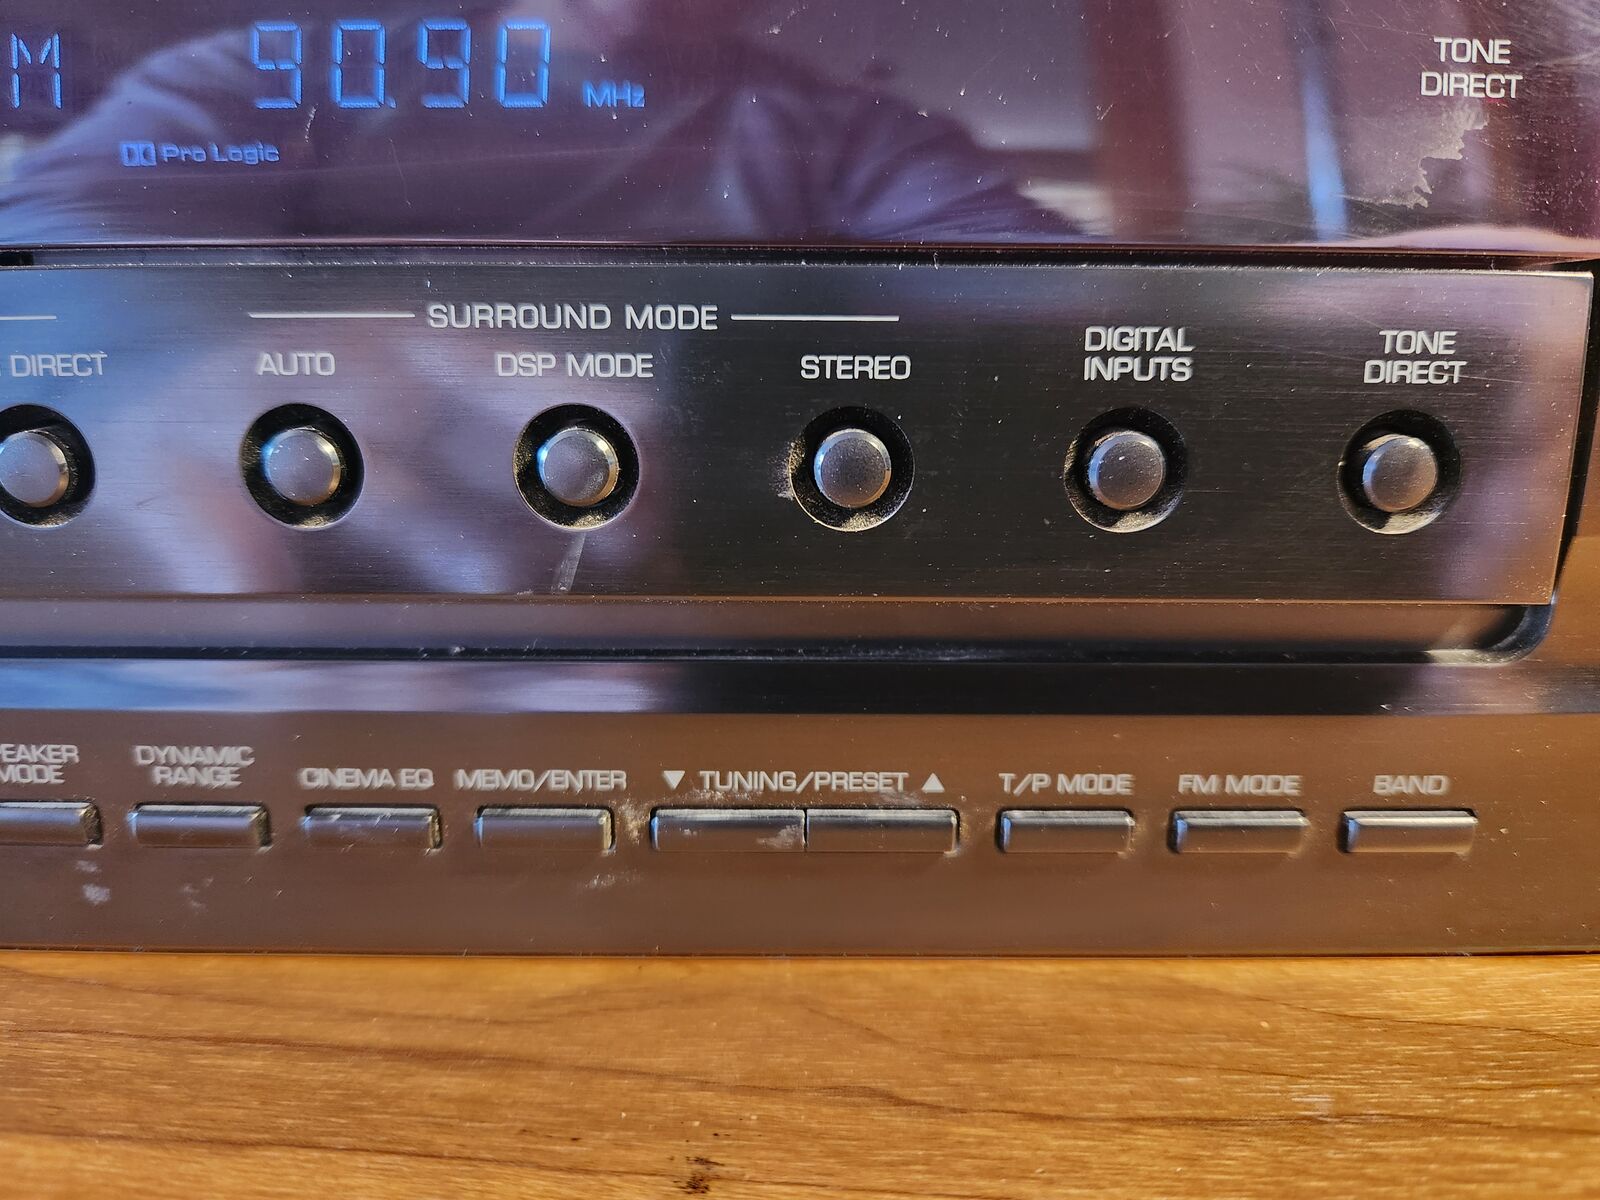 M 90.90 MHz
TONE
DIRECT
Pro Logic
SURROUND MODE
DIRECT AUTO DSP MODE STEREO DIGITAL INPUTS TONE DIRECT
PEAKER MODE DYNAMIC RANGE CINEMA EQ MEMO/ENTER ▼ TUNING/PRESET ▲ T/P MODE FM MODE BAND